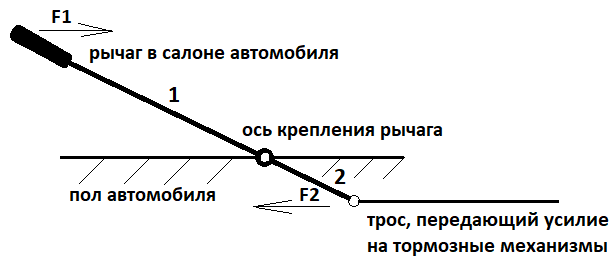 F1
рычаг в салоне автомобиля
1
ось крепления рычага
пол автомобиля
2
F2
трос, передающий усилие
на тормозные механизмы